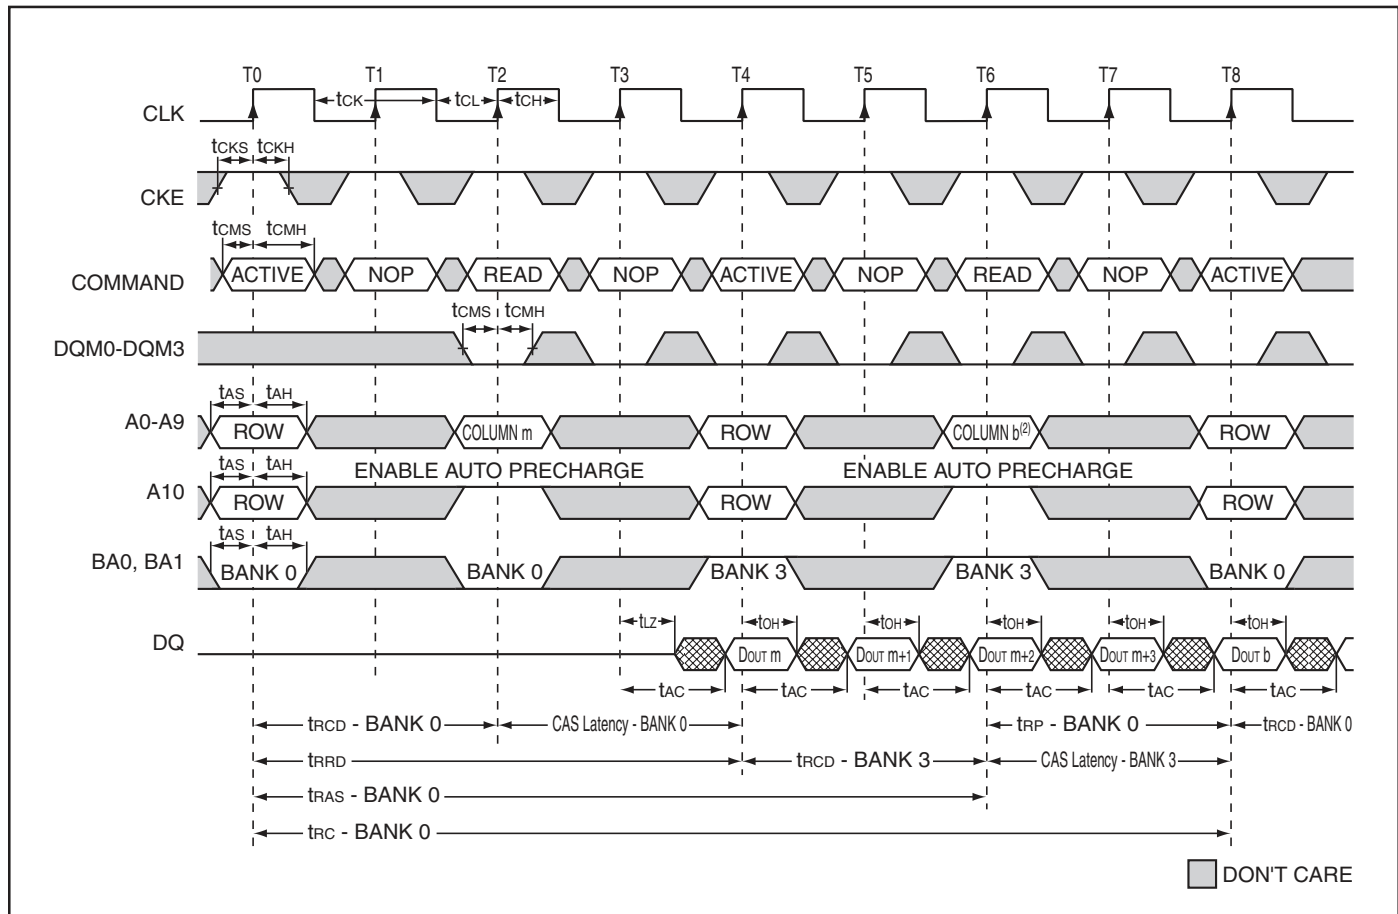 T0 T1 T2 T3 T4 T5 T6 T7 T8
CLK tCK tCL tCH
tCKS tCKH
CKE
tCMS tCMH
COMMAND ACTIVE NOP READ NOP ACTIVE NOP READ NOP ACTIVE
tCMS tCMH
DQM0-DQM3
tAS tAH
A0-A9 ROW COLUMN m ROW COLUMN b(2) ROW
tAS tAH ENABLE AUTO PRECHARGE ENABLE AUTO PRECHARGE
A10 ROW ROW ROW
tAS tAH
BA0, BA1 BANK 0 BANK 0 BANK 3 BANK 3 BANK 0
tLZ tOH tOH tOH tOH tOH
DQ DOUT m DOUT m+1 DOUT m+2 DOUT m+3 DOUT b
tAC tAC tAC tAC tAC tAC
tRCD - BANK 0 CAS Latency - BANK 0 tRP - BANK 0 tRCD - BANK 0
tRRD tRCD - BANK 3 CAS Latency - BANK 3
tRAS - BANK 0
tRC - BANK 0
DON'T CARE